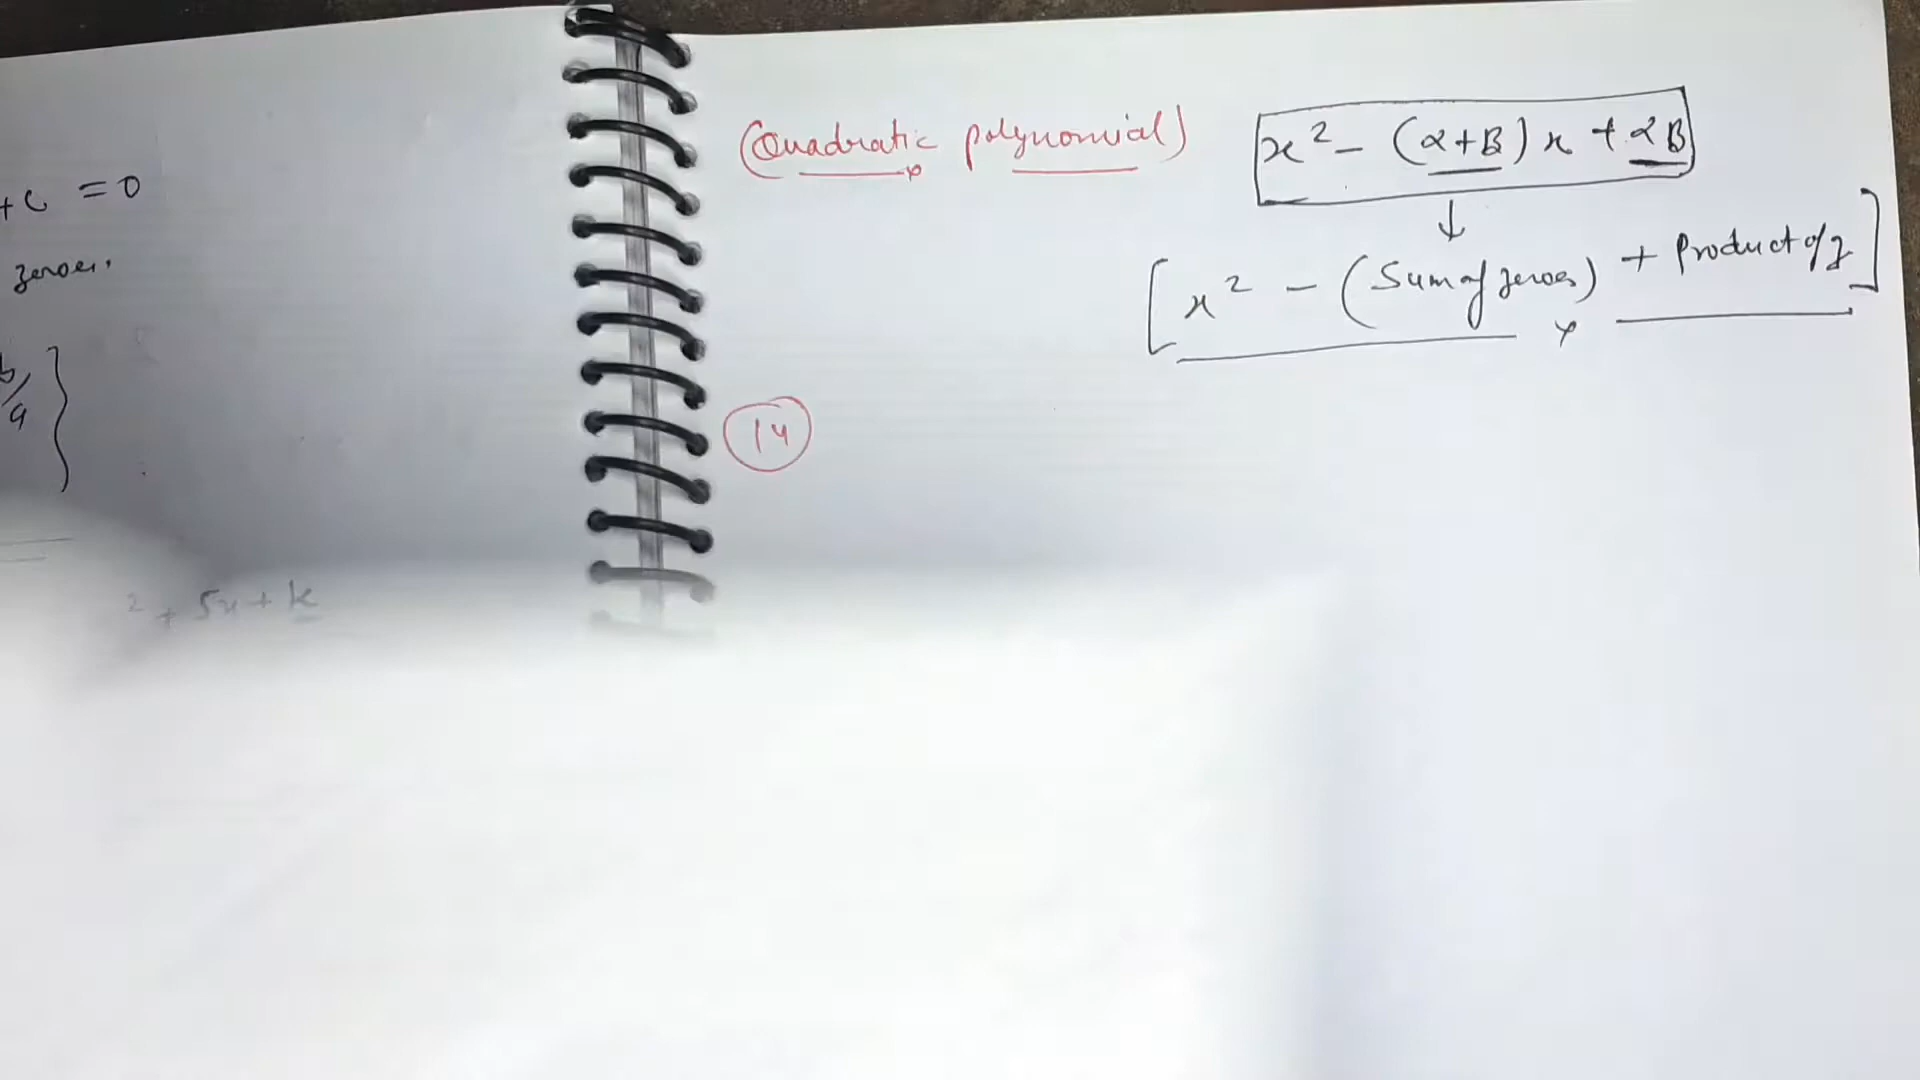 +c = 0
zeroes.
b/a }
² + 5x + k
(Quadratic polynomial) x² - (α+β)x + αβ
↓
[x² - (Sum of zeroes) x + Product of z]
14